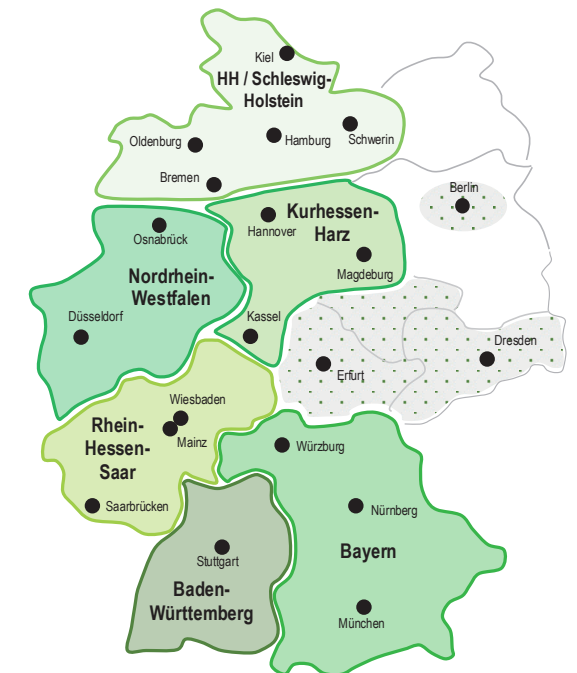 Kiel
HH / Schleswig-
Holstein
Oldenburg
Hamburg
Schwerin
Bremen
Berlin
Kurhessen-
Harz
Hannover
Osnabrück
Magdeburg
Nordrhein-
Westfalen
Düsseldorf
Kassel
Dresden
Erfurt
Wiesbaden
Rhein-
Hessen-
Saar
Mainz
Würzburg
Saarbrücken
Nürnberg
Bayern
Stuttgart
Baden-
Württemberg
München